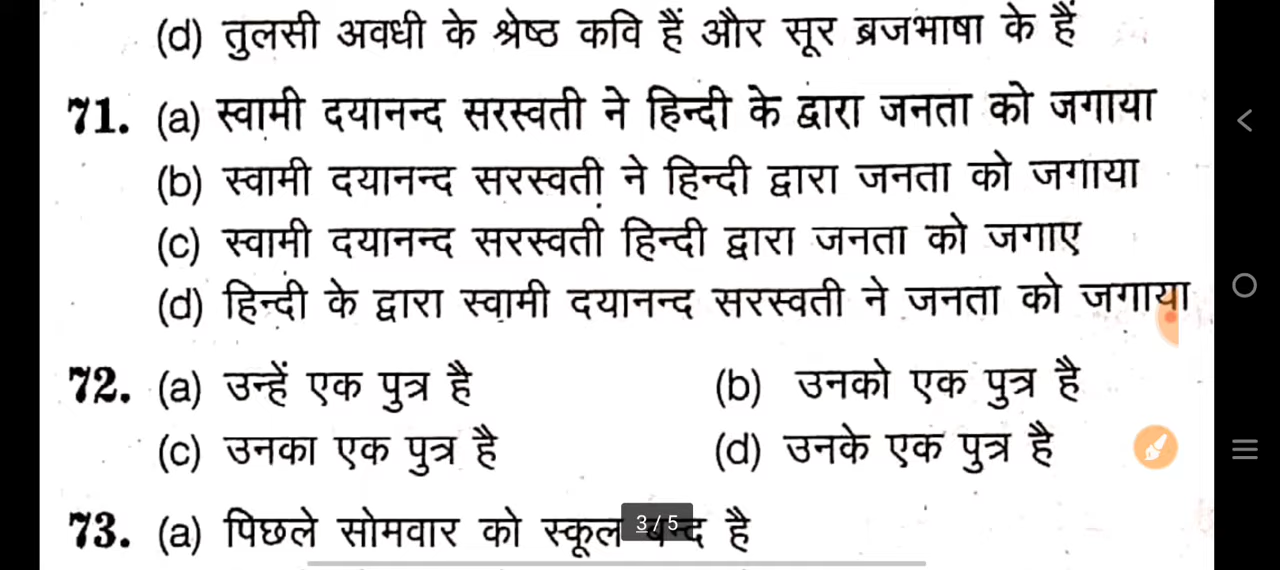 (d) तुलसी अवधी के श्रेष्ठ कवि हैं और सूर ब्रजभाषा के हैं
71. (a) स्वामी दयानन्द सरस्वती ने हिन्दी के द्वारा जनता को जगाया
(b) स्वामी दयानन्द सरस्वती ने हिन्दी द्वारा जनता को जगाया
(c) स्वामी दयानन्द सरस्वती हिन्दी द्वारा जनता को जगाए
(d) हिन्दी के द्वारा स्वामी दयानन्द सरस्वती ने जनता को जगाया
72. (a) उन्हें एक पुत्र है (b) उनको एक पुत्र है
(c) उनका एक पुत्र है (d) उनके एक पुत्र है
73. (a) पिछले सोमवार को स्कूल बन्द है
3 / 5